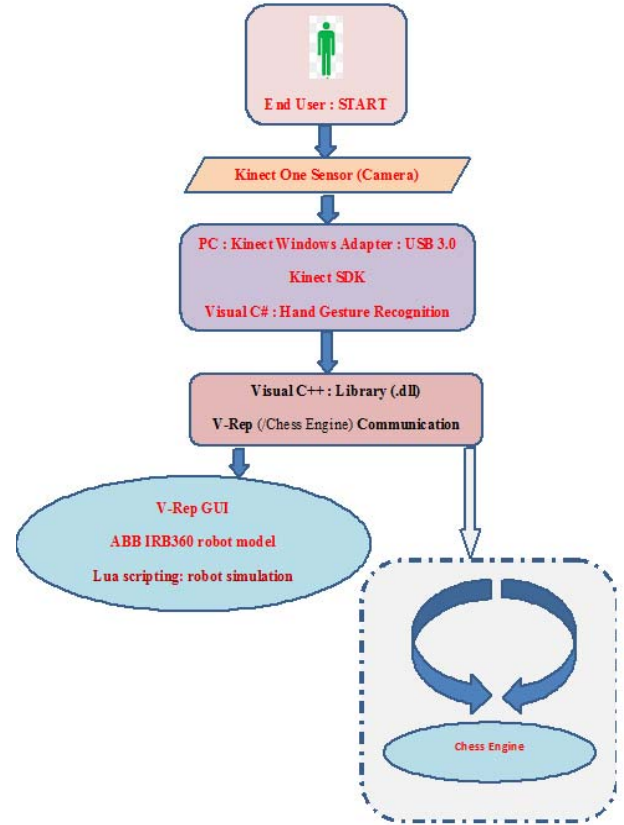 End User : START
Kinect One Sensor (Camera)
PC : Kinect Windows Adapter : USB 3.0
Kinect SDK
Visual C# : Hand Gesture Recognition
Visual C++ : Library (.dll)
V-Rep (/Chess Engine) Communication
V-Rep GUI
ABB IRB360 robot model
Lua scripting: robot simulation
Chess Engine